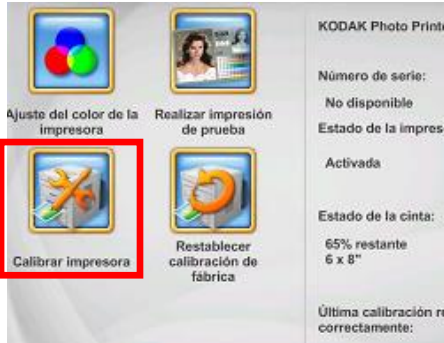 KODAK Photo Printe
Ajuste del color de la
impresora
Realizar impresión
de prueba
Número de serie:
No disponible
Estado de la impres
Activada
Calibrar impresora
Restablecer
calibración de
fábrica
Estado de la cinta:
65% restante
6 x 8"
Última calibración re
correctamente: